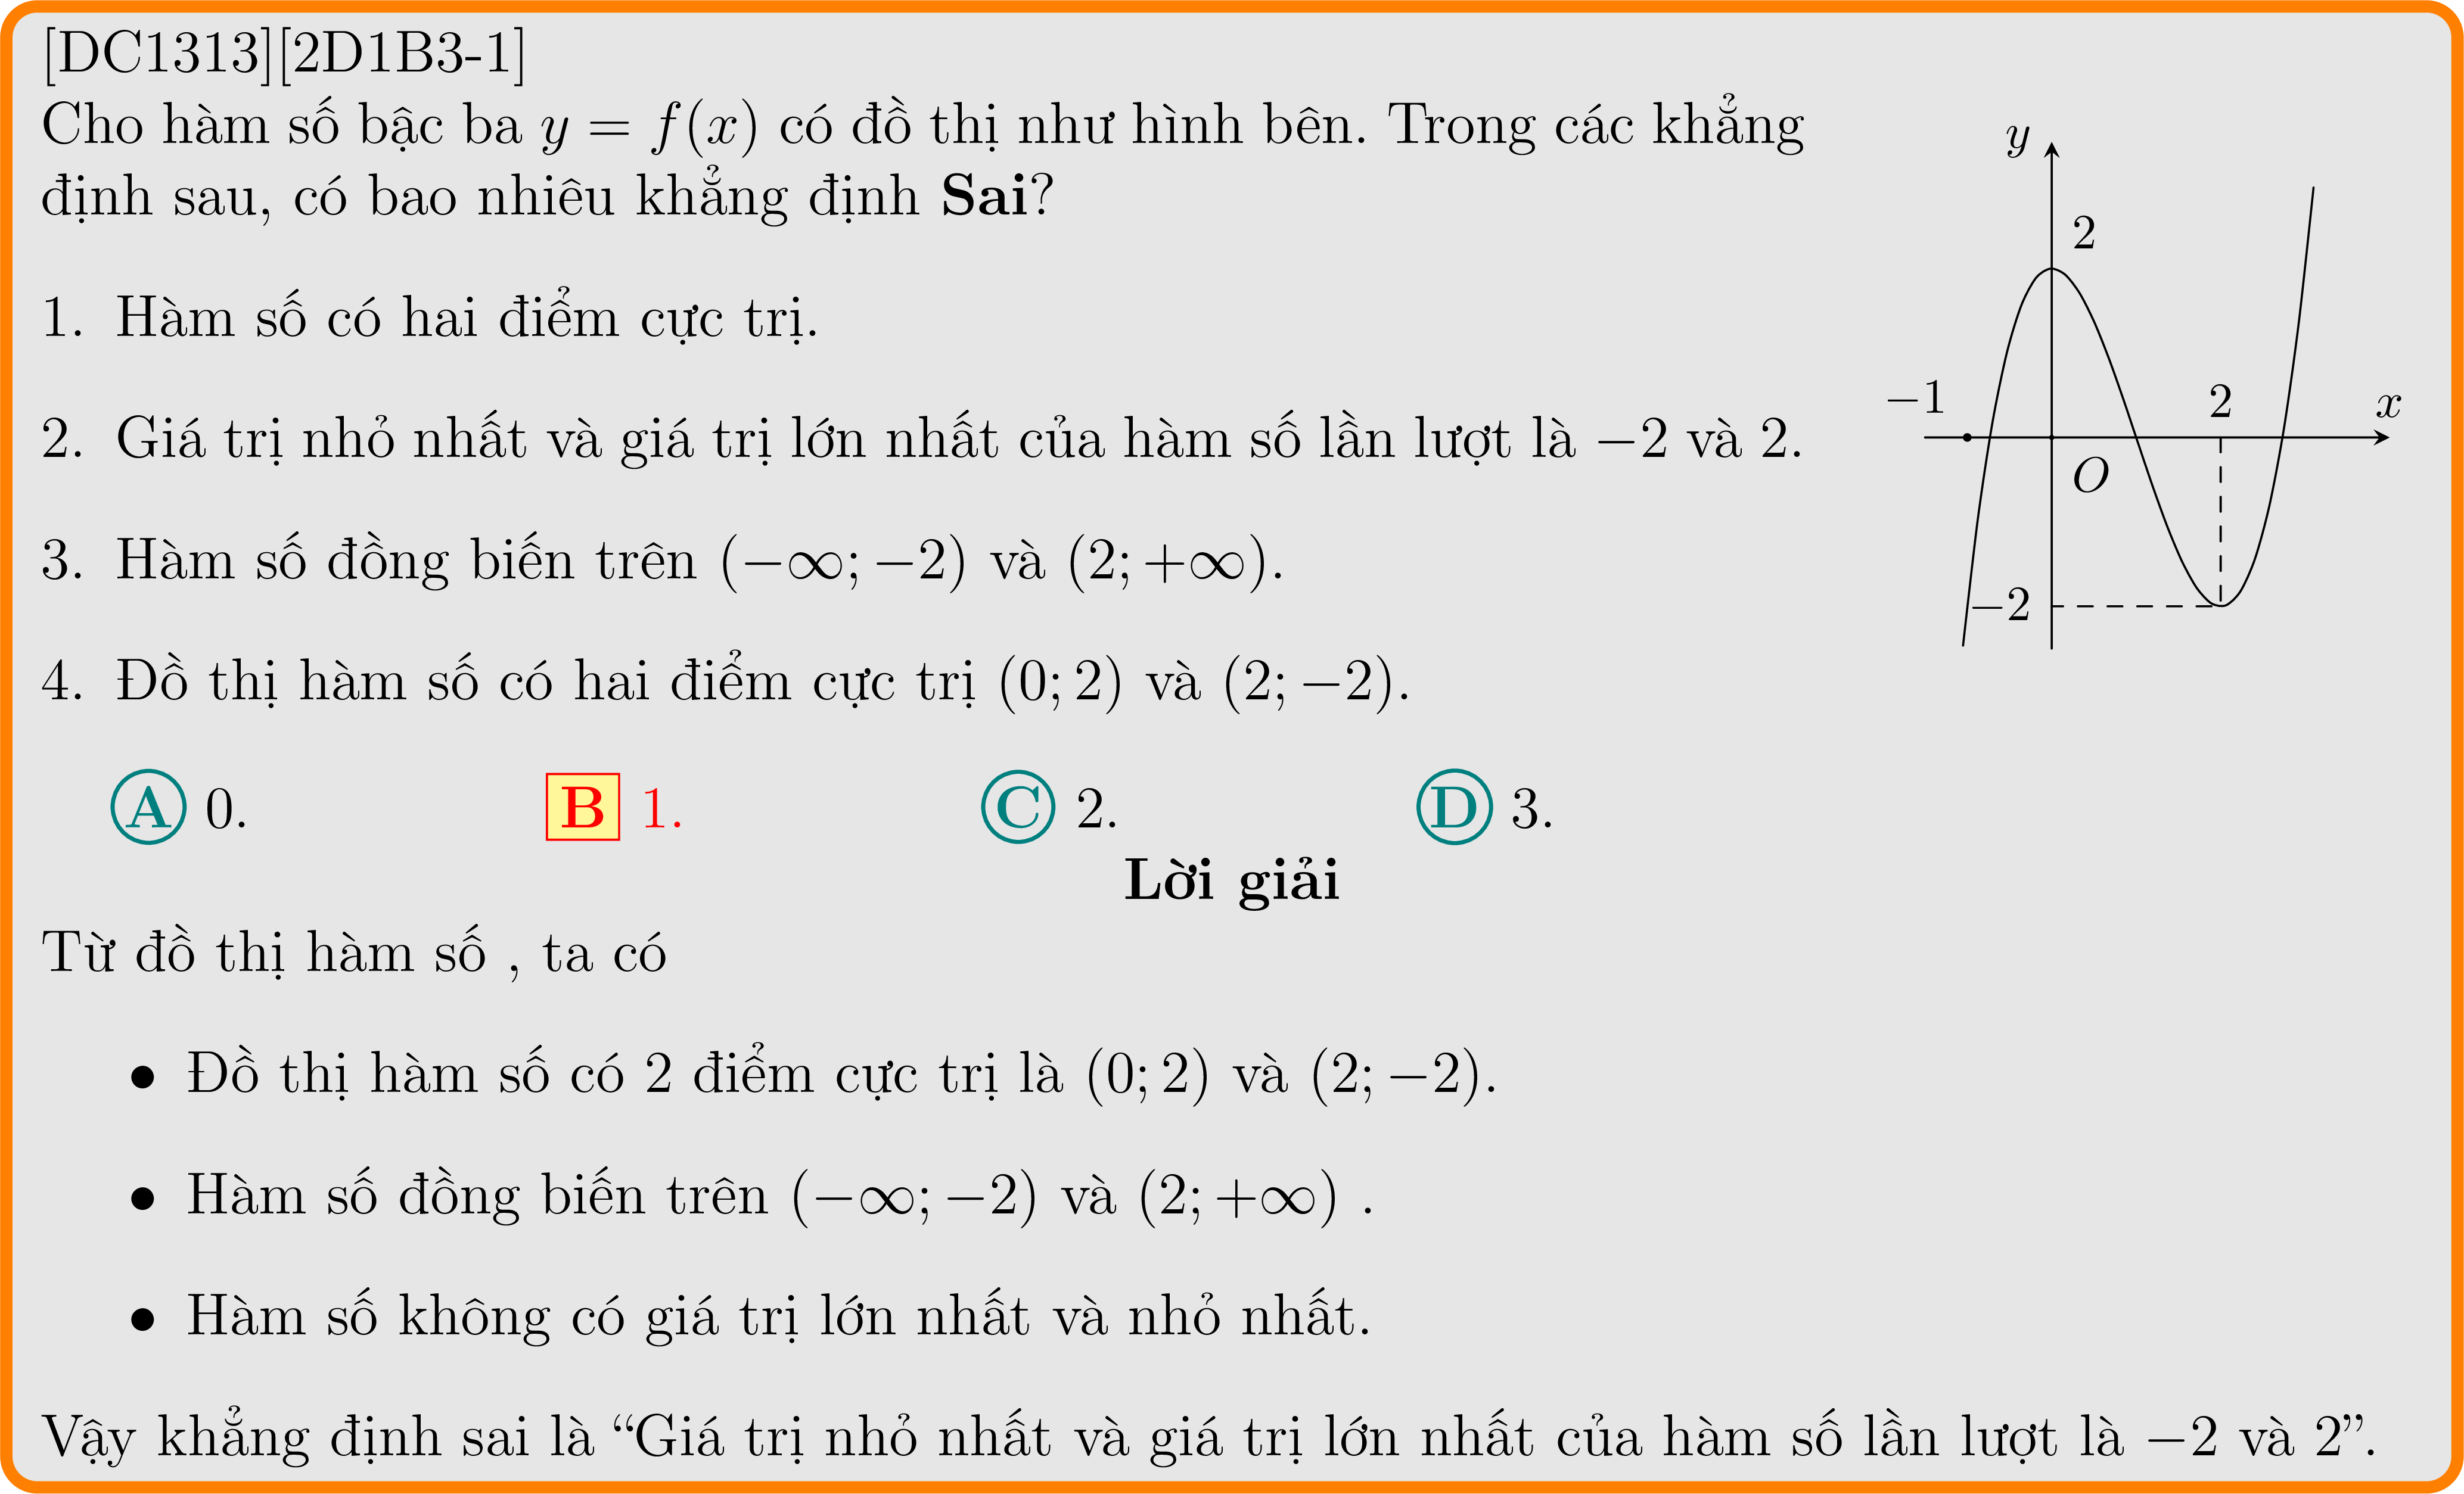 [DC1313][2D1B3-1]
Cho hàm số bậc ba y = f(x) có đồ thị như hình bên. Trong các khẳng
định sau, có bao nhiêu khẳng định Sai?
1. Hàm số có hai điểm cực trị.
2. Giá trị nhỏ nhất và giá trị lớn nhất của hàm số lần lượt là −2 và 2.
3. Hàm số đồng biến trên (−∞; −2) và (2; +∞).
4. Đồ thị hàm số có hai điểm cực trị (0; 2) và (2; −2).
y
2
−1
2
x
O
−2
A 0. B 1. C 2. D 3.
Lời giải
Từ đồ thị hàm số , ta có
• Đồ thị hàm số có 2 điểm cực trị là (0; 2) và (2; −2).
• Hàm số đồng biến trên (−∞; −2) và (2; +∞) .
• Hàm số không có giá trị lớn nhất và nhỏ nhất.
Vậy khẳng định sai là “Giá trị nhỏ nhất và giá trị lớn nhất của hàm số lần lượt là −2 và 2”.